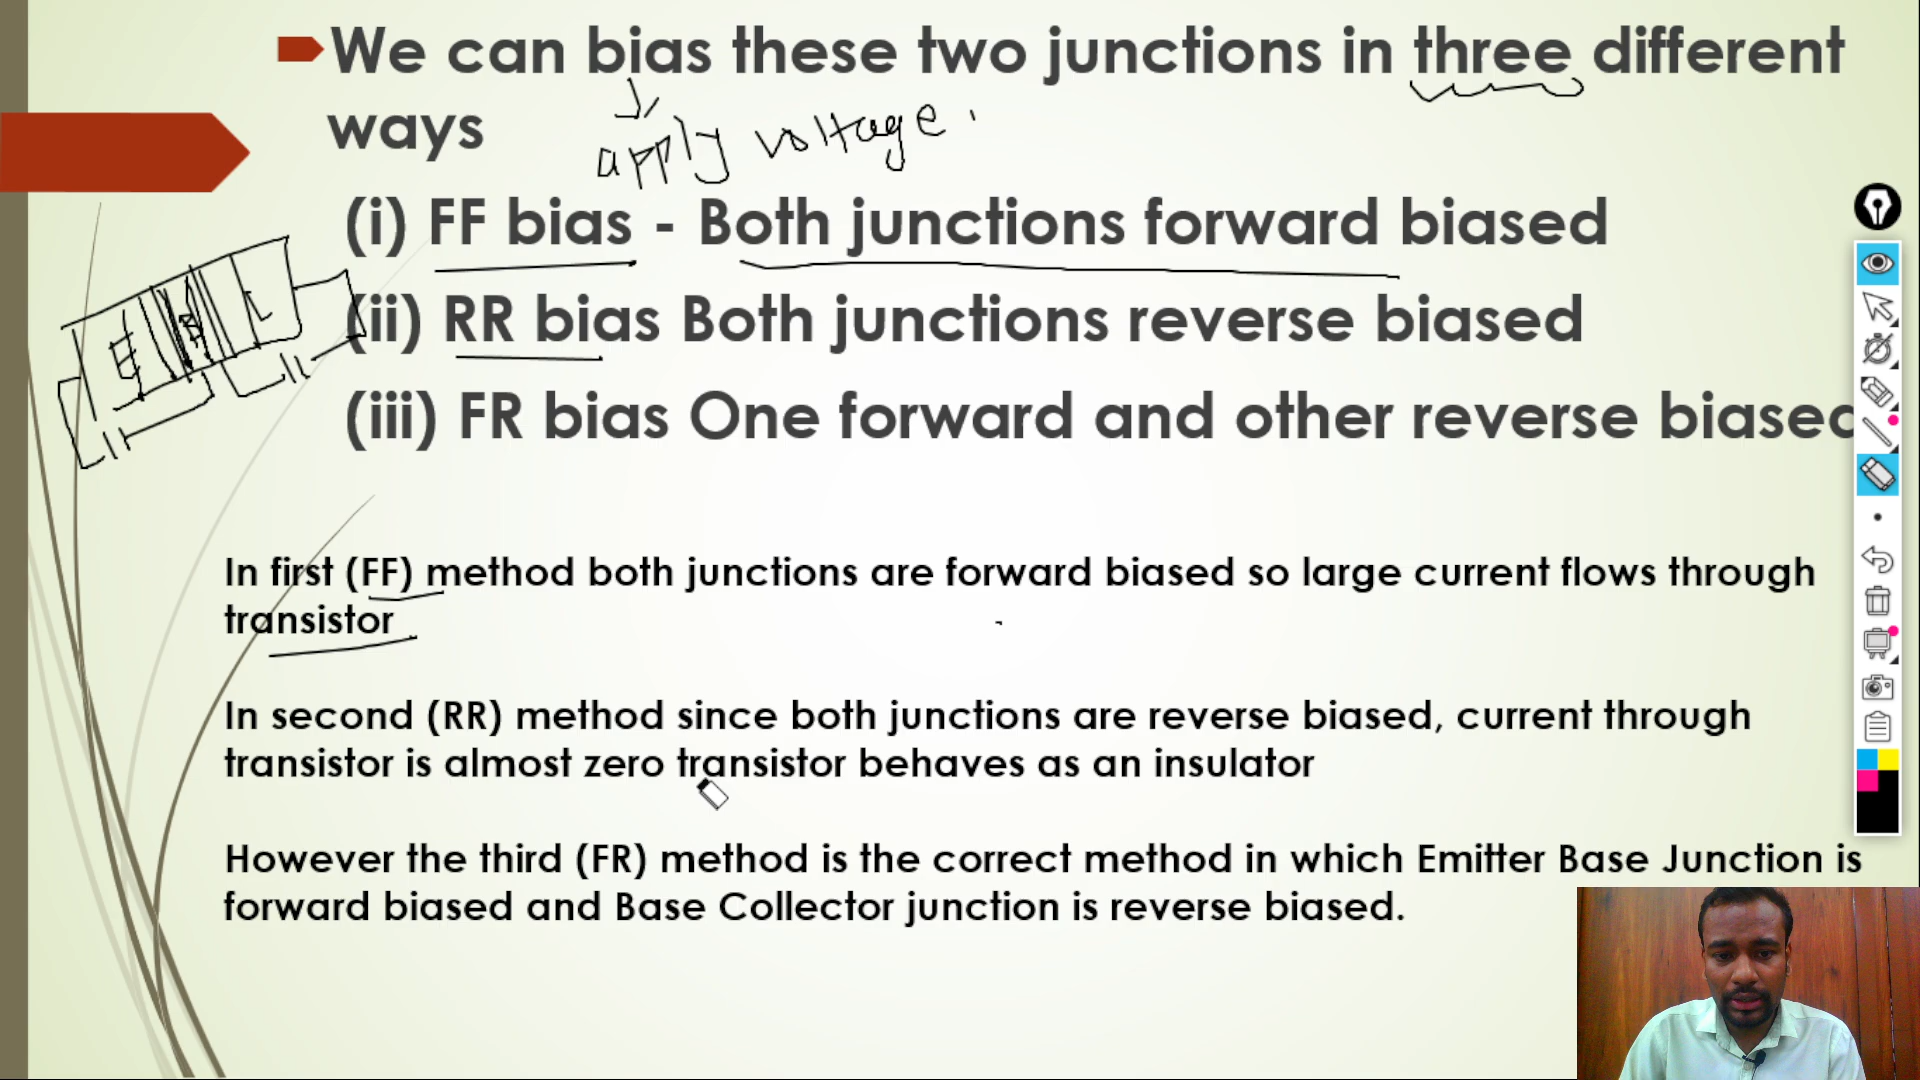 We can bias these two junctions in three different
ways
apply voltage.
(i) FF bias - Both junctions forward biased
(ii) RR bias Both junctions reverse biased
(iii) FR bias One forward and other reverse biased
E B
In first (FF) method both junctions are forward biased so large current flows through
transistor
In second (RR) method since both junctions are reverse biased, current through
transistor is almost zero transistor behaves as an insulator
However the third (FR) method is the correct method in which Emitter Base Junction is
forward biased and Base Collector junction is reverse biased.